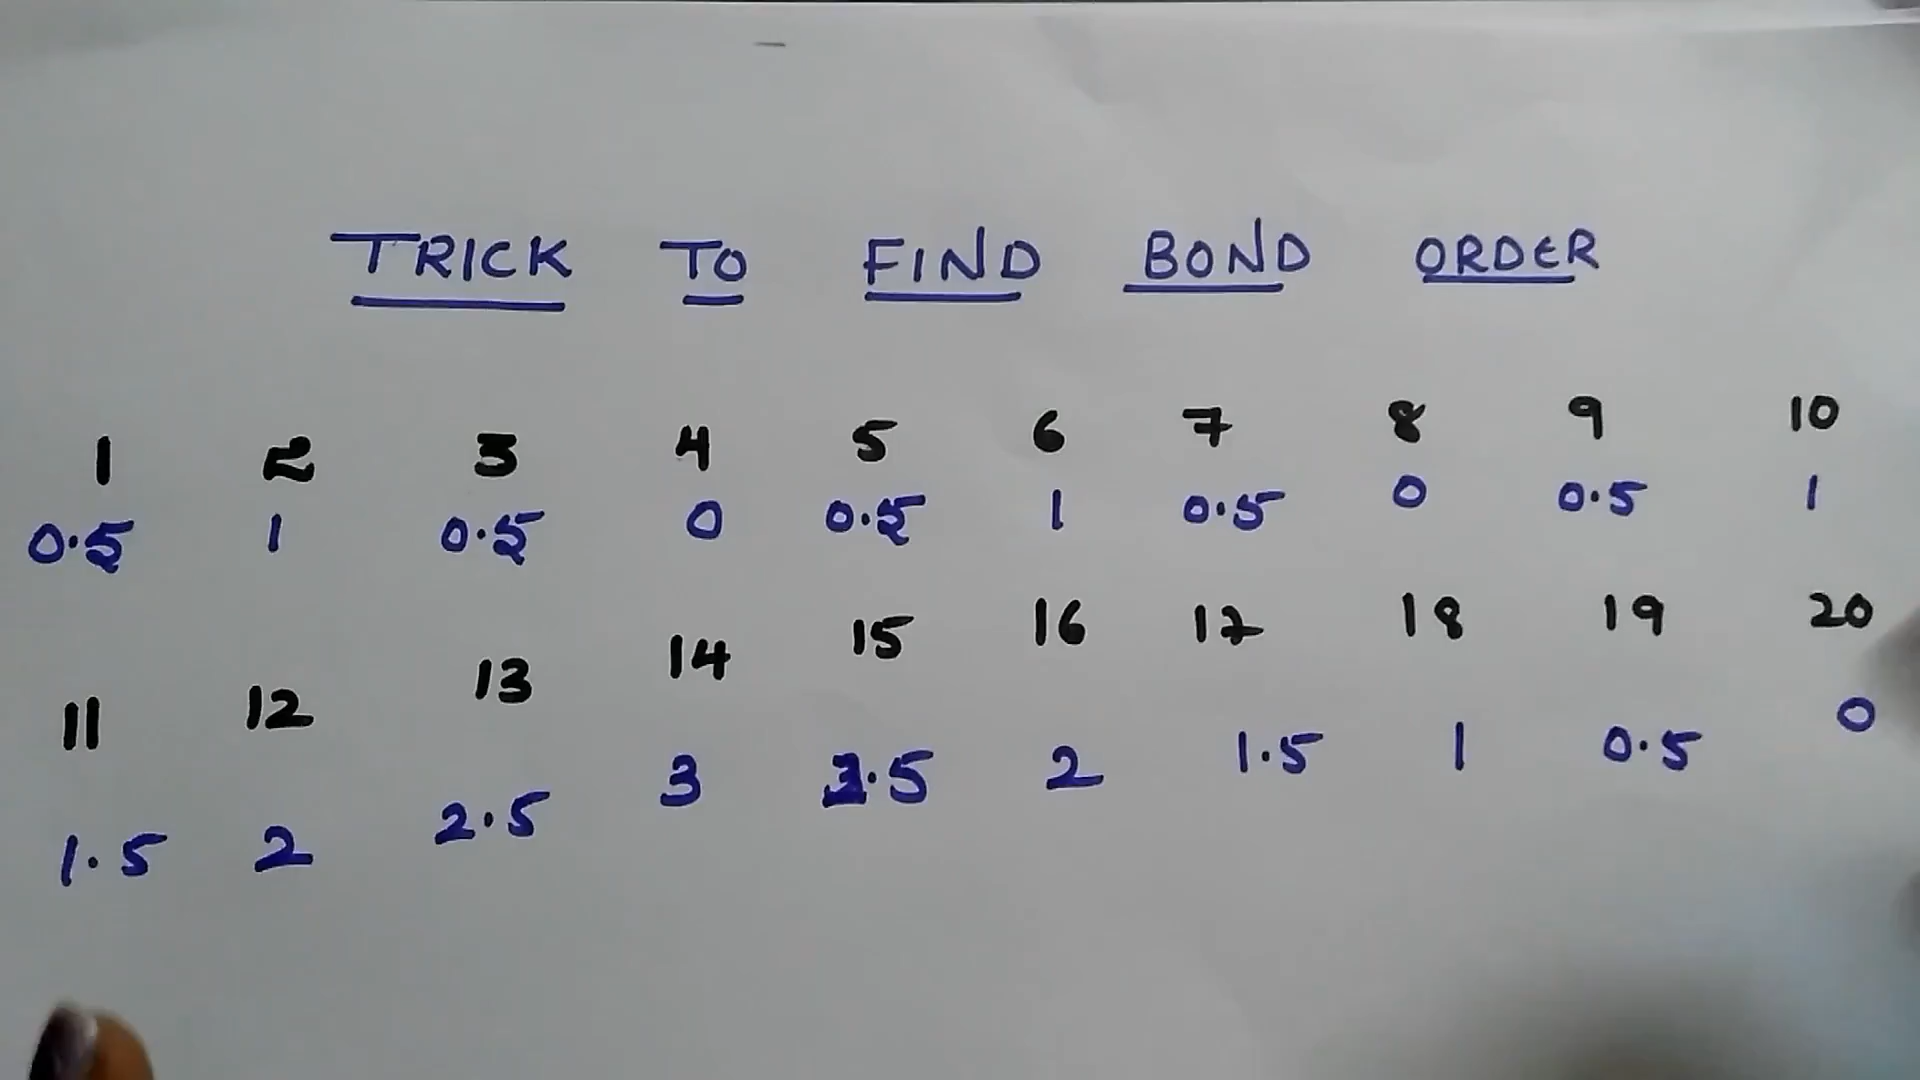 TRICK TO FIND BOND ORDER
1 2 3 4 5 6 7 8 9 10
0.5 1 0.5 0 0.5 1 0.5 0 0.5 1
11 12 13 14 15 16 17 18 19 20
1.5 2 2.5 3 2.5 2 1.5 1 0.5 0